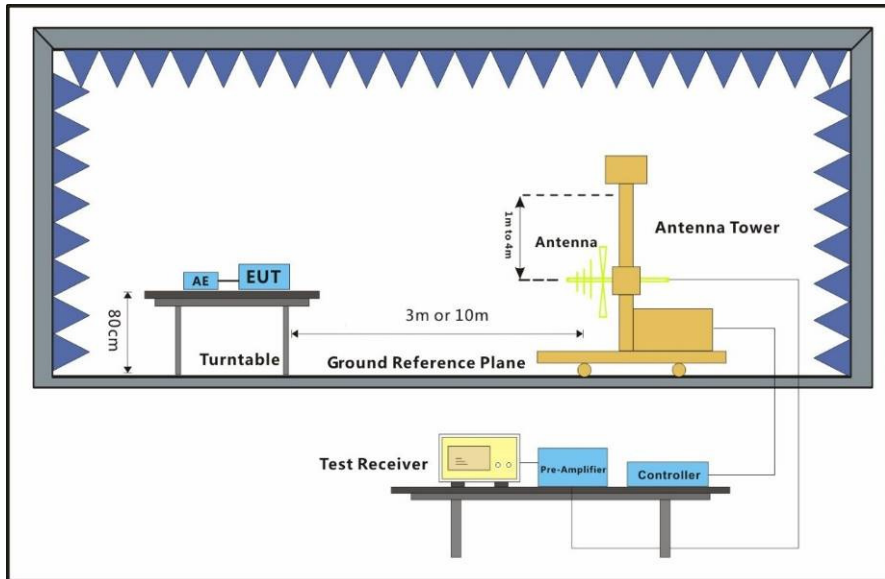 1m to 4m
Antenna
Antenna Tower
AE
EUT
80cm
3m or 10m
Turntable
Ground Reference Plane
Test Receiver
Pre-Amplifier
Controller